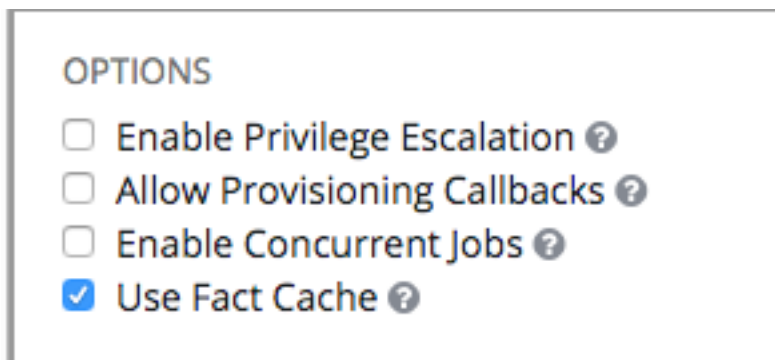 OPTIONS
Enable Privilege Escalation ?
Allow Provisioning Callbacks ?
Enable Concurrent Jobs ?
Use Fact Cache ?